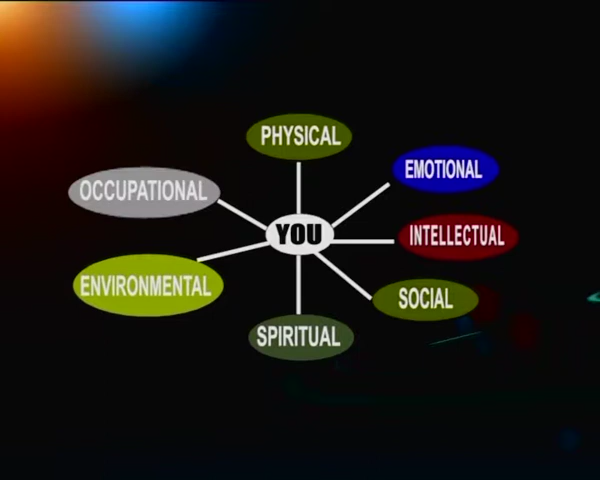 PHYSICAL
EMOTIONAL
OCCUPATIONAL
YOU
INTELLECTUAL
ENVIRONMENTAL
SOCIAL
SPIRITUAL